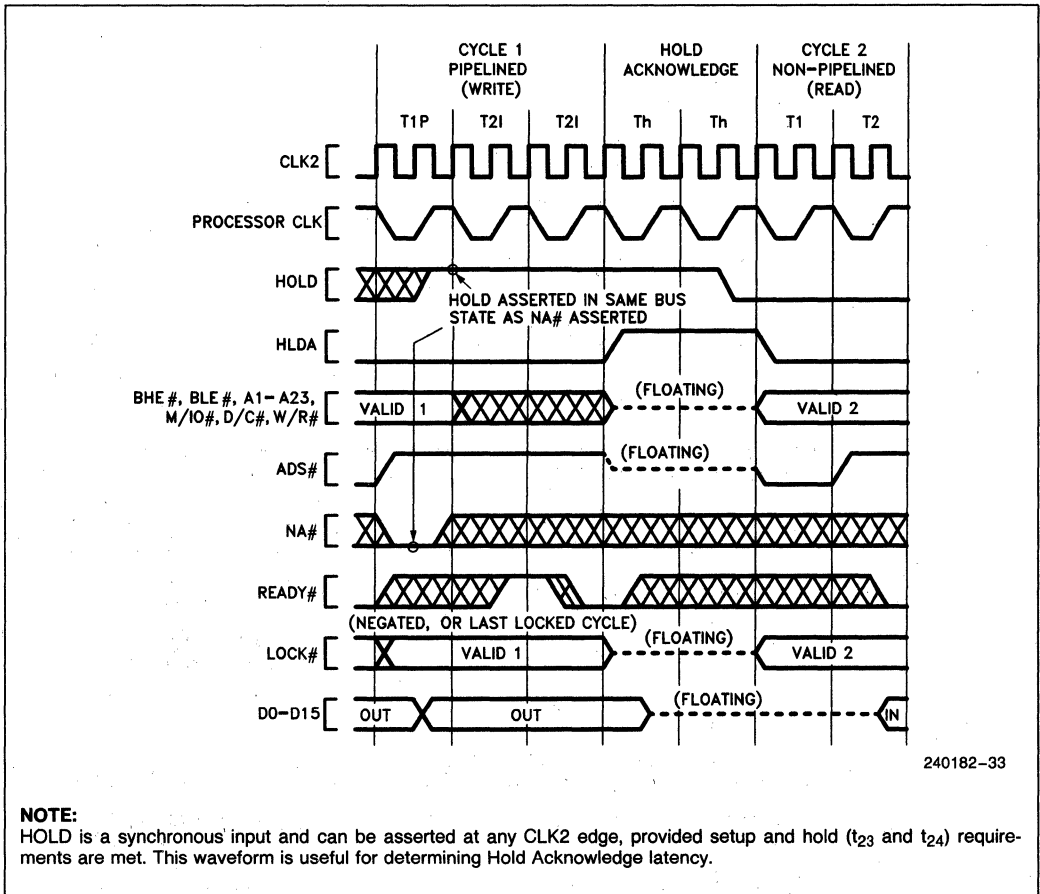 CYCLE 1
PIPELINED
(WRITE)
HOLD
ACKNOWLEDGE
CYCLE 2
NON-PIPELINED
(READ)
T1P T2I T2I Th Th T1 T2
CLK2
PROCESSOR CLK
HOLD
HOLD ASSERTED IN SAME BUS
STATE AS NA# ASSERTED
HLDA
BHE#, BLE#, A1-A23,
M/IO#, D/C#, W/R#
VALID 1 (FLOATING) VALID 2
ADS# (FLOATING)
NA#
READY#
(NEGATED, OR LAST LOCKED CYCLE)
LOCK# VALID 1 (FLOATING) VALID 2
D0-D15 OUT OUT (FLOATING) IN
240182-33
NOTE:
HOLD is a synchronous input and can be asserted at any CLK2 edge, provided setup and hold (t23 and t24) require-
ments are met. This waveform is useful for determining Hold Acknowledge latency.